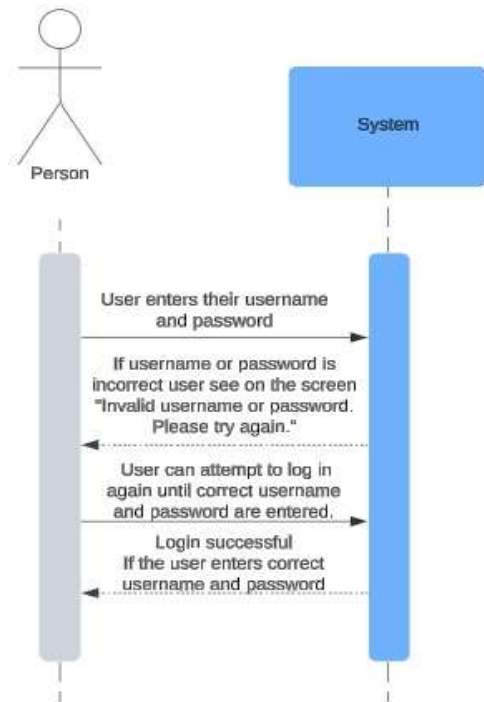 Person
System
User enters their username
and password
If username or password is
incorrect user see on the screen
"Invalid username or password.
Please try again."
User can attempt to log in
again until correct username
and password are entered.
Login successful
If the user enters correct
username and password